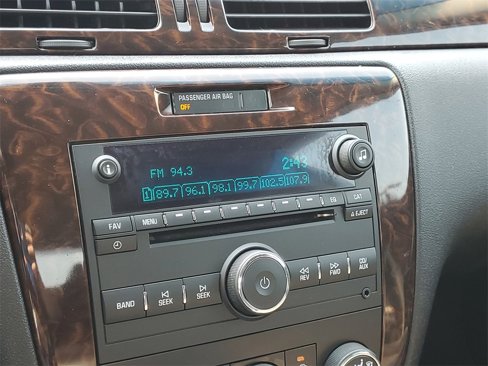 PASSENGER AIR BAG
OFF
FM 94.3 2:43
1 89.7 96.1 98.1 99.7 102.5 107.9
i
FAV MENU EQ CAT
EJECT
BAND SEEK SEEK REV FWD CD/AUX